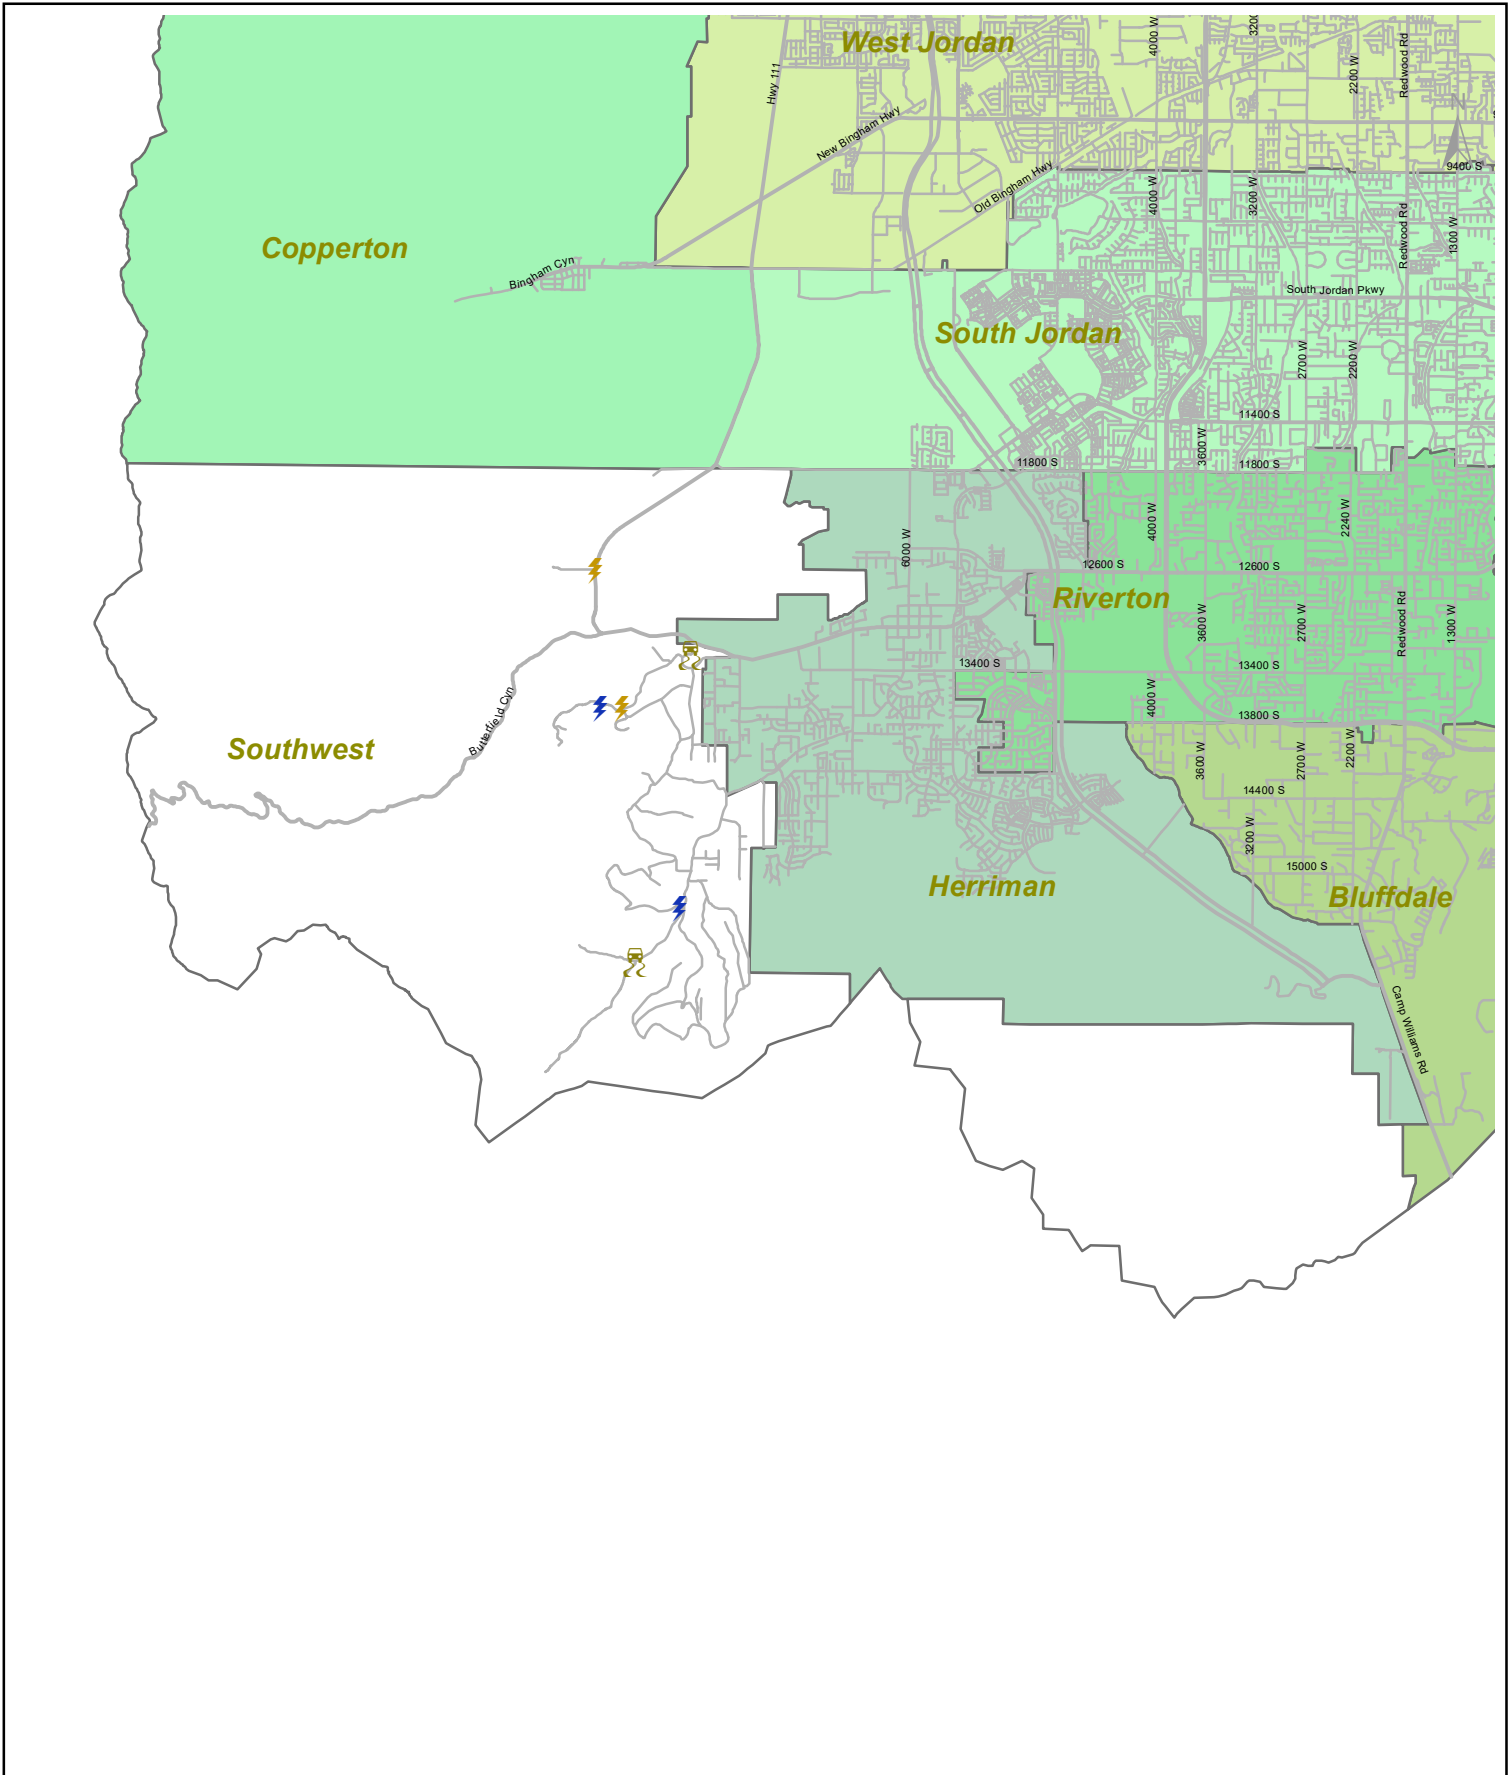 West Jordan
4000 W
3200
2200 W
Redwood Rd
Hwy 111
New Bingham Hwy
N
S
Old Bingham Hwy
9400 S
4000 W
3200 W
Redwood Rd
1300 W
Copperton
Bingham Cyn
South Jordan Pkwy
South Jordan
2700 W
2200 W
11400 S
3600 W
11800 S
11800 S
6000 W
4000 W
2240 W
12600 S
12600 S
Riverton
3600 W
2700 W
Redwood Rd
1300 W
13400 S
13400 S
4000 W
13800 S
Butterfield Cyn
Southwest
3600 W
2700 W
2200 W
14400 S
3200 W
15000 S
Herriman
Bluffdale
Camp Williams Rd